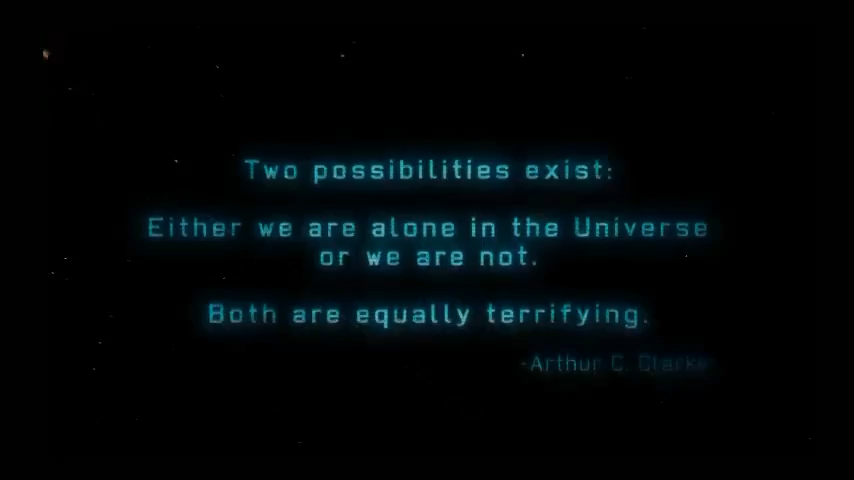 Two possibilities exist:
Either we are alone in the Universe
or we are not.
Both are equally terrifying.
-Arthur C. Clarke